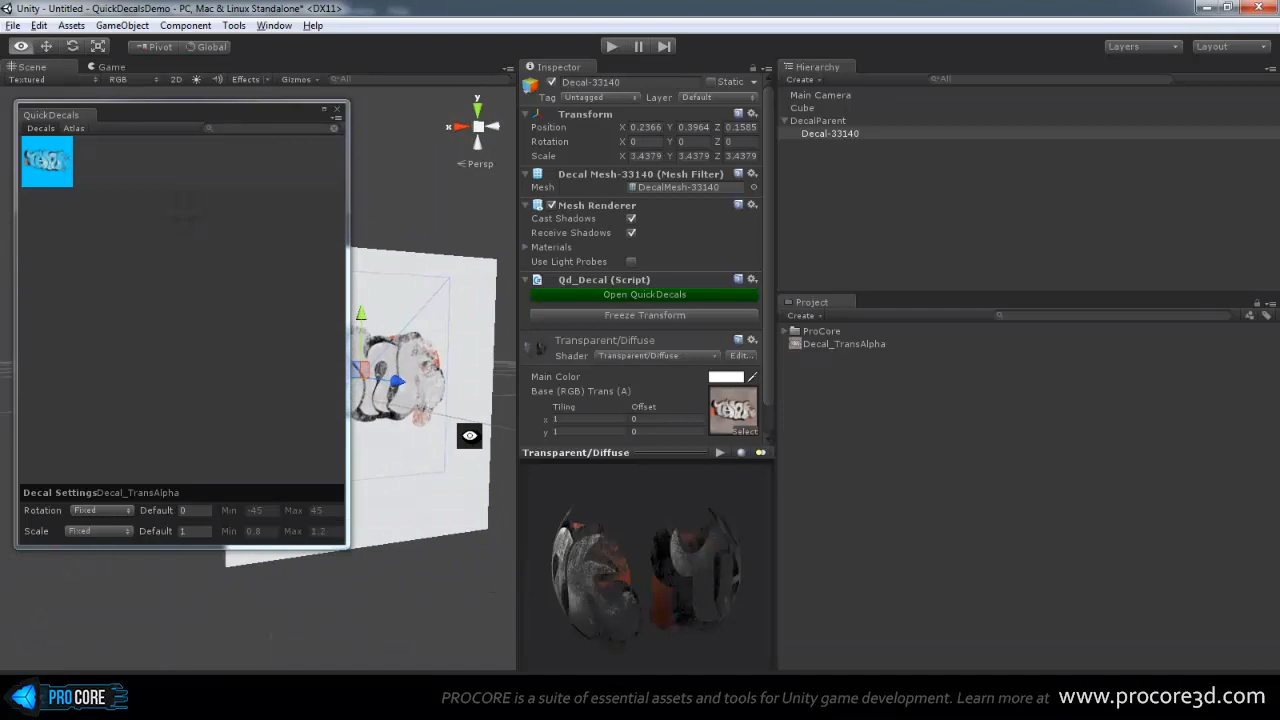 Unity - Untitled - QuickDecalsDemo - PC, Mac & Linux Standalone* <DX11>
File Edit Assets GameObject Component Tools Window Help
Pivot Global Layers Layout
Scene Game
Textured RGB 2D Effects Gizmos All
QuickDecals
Decals Atlas
y
x
Persp
Decal Settings Decal_TransAlpha
Rotation Fixed Default 0 Min -45 Max 45
Scale Fixed Default 1 Min 0.8 Max 1.2
Inspector
Decal-33140 Static
Tag Untagged Layer Default
Transform
Position X 0.2366 Y 0.3964 Z 0.1585
Rotation X 0 Y 0 Z 0
Scale X 3.4379 Y 3.4379 Z 3.4379
Decal Mesh-33140 (Mesh Filter)
Mesh DecalMesh-33140
Mesh Renderer
Cast Shadows
Receive Shadows
Materials
Use Light Probes
Qd_Decal (Script)
Open QuickDecals
Freeze Transform
Transparent/Diffuse
Shader Transparent/Diffuse Edit...
Main Color
Base (RGB) Trans (A)
Tiling Offset
x 1 0
y 1 0
Select
Transparent/Diffuse
Hierarchy
Create All
Main Camera
Cube
DecalParent
Decal-33140
Project
Create
ProCore
Decal_TransAlpha
PROCORE
PROCORE is a suite of essential assets and tools for Unity game development. Learn more at www.procore3d.com